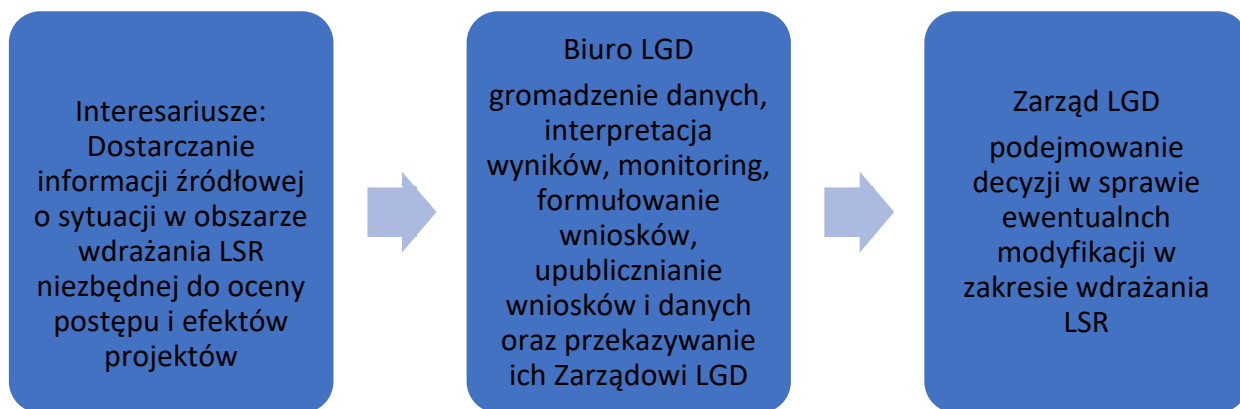 Interesariusze:
Dostarczanie
informacji źródłowej
o sytuacji w obszarze
wdrażania LSR
niezbędnej do oceny
postępu i efektów
projektów
Biuro LGD
gromadzenie danych,
interpretacja
wyników, monitoring,
formułowanie
wniosków,
upublicznianie
wniosków i danych
oraz przekazywanie
ich Zarządowi LGD
Zarząd LGD
podejmowanie
decyzji w sprawie
ewentualnch
modyfikacji w
zakresie wdrażania
LSR